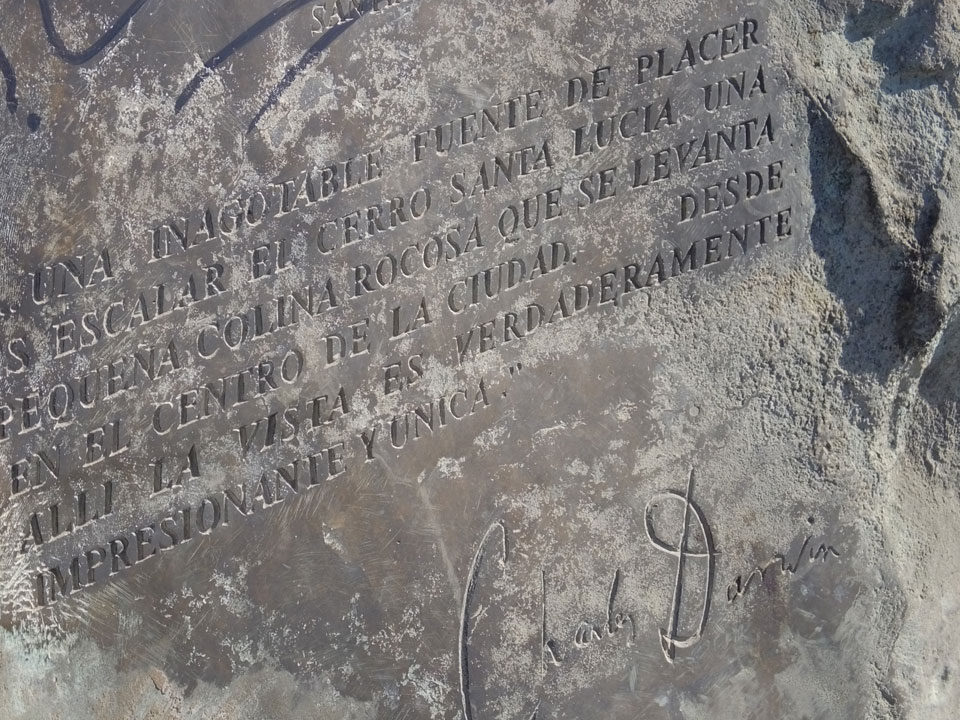 SANTI
"... UNA INAGOTABLE FUENTE DE PLACER
ES ESCALAR EL CERRO SANTA LUCIA UNA
PEQUEÑA COLINA ROCOSA QUE SE LEVANTA
EN EL CENTRO DE LA CIUDAD. DESDE
ALLI LA VISTA ES VERDADERAMENTE
IMPRESIONANTE Y UNICA."
Charles Darwin